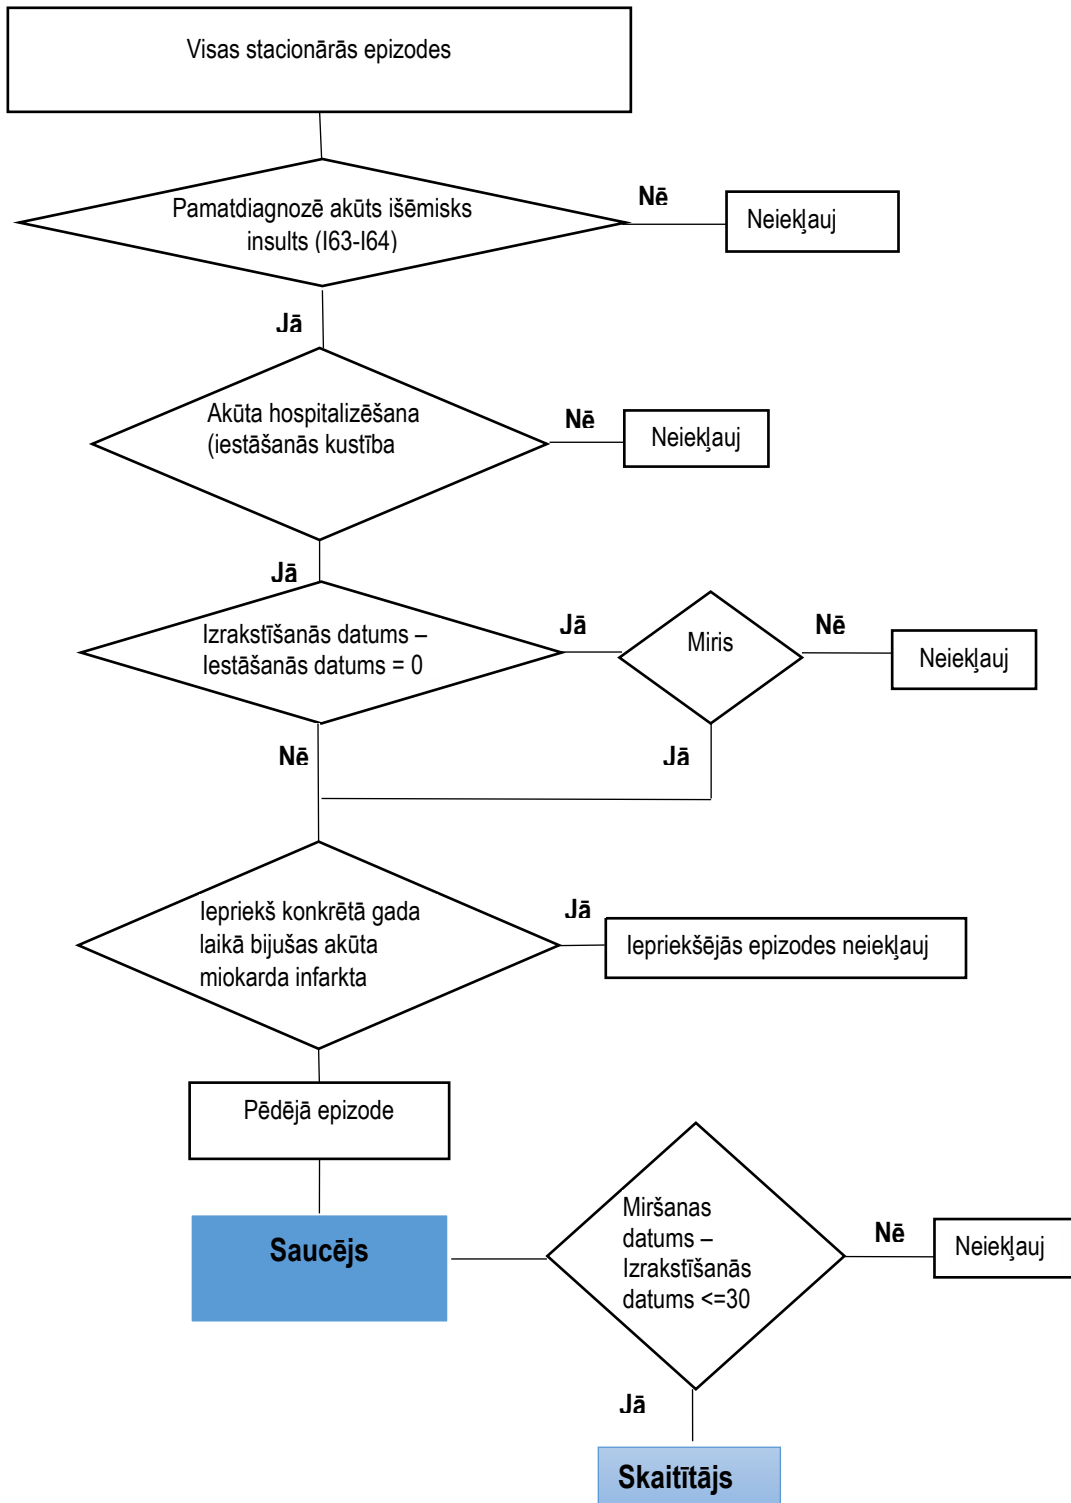 Visas stacionārās epizodes
Pamatdiagnozē akūts išēmisks
insults (I63-I64)
Nē
Neiekļauj
Jā
Akūta hospitalizēšana
(iestāšanās kustība
Nē
Neiekļauj
Jā
Izrakstīšanās datums –
Iestāšanās datums = 0
Jā
Miris
Nē
Neiekļauj
Nē
Jā
Iepriekš konkrētā gada
laikā bijušas akūta
miokarda infarkta
Jā
Iepriekšējās epizodes neiekļauj
Pēdējā epizode
Saucējs
Miršanas
datums –
Izrakstīšanās
datums <=30
Nē
Neiekļauj
Jā
Skaitītājs